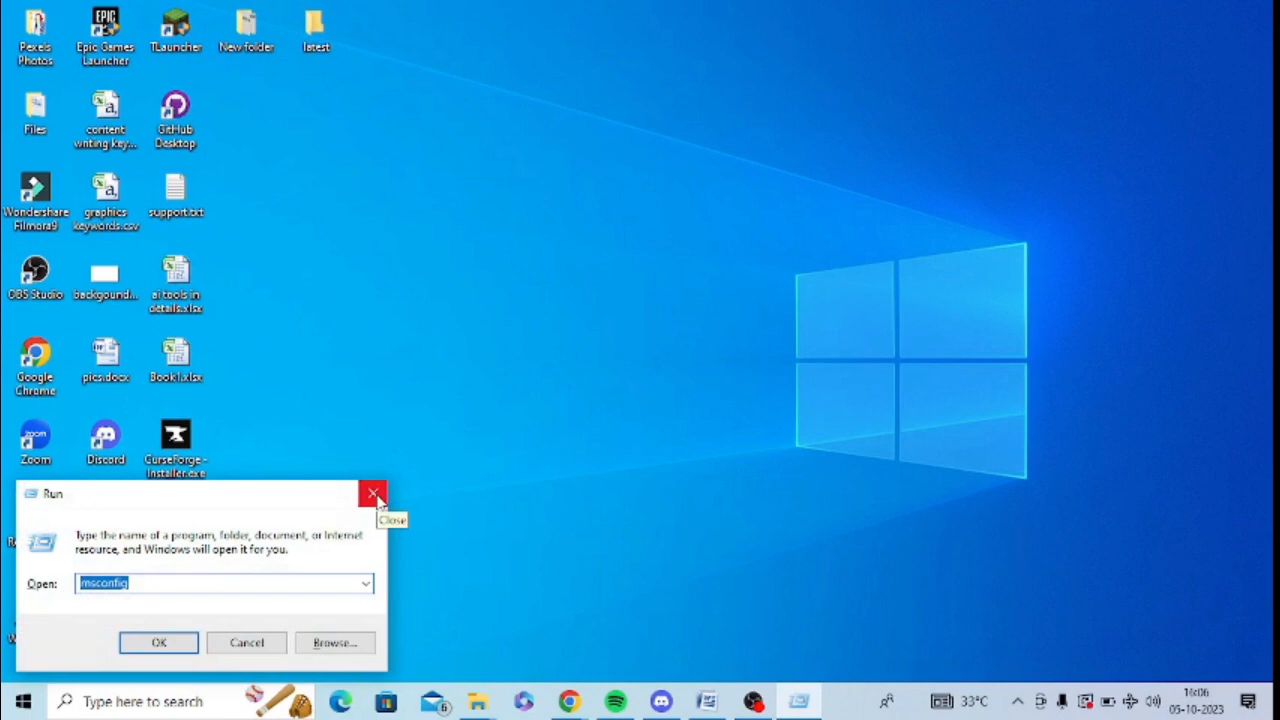 Pexels
Photos
Epic Games
Launcher
TLauncher
New folder
latest
Files
content
writing key...
GitHub
Desktop
Wondershare
Filmora9
graphics
keywords.csv
support.txt
OBS Studio
backgound...
ai tools in
details.xlsx
Google
Chrome
pics.docx
Book1.xlsx
Zoom
Discord
CurseForge -
Installer.exe
Run
Close
Type the name of a program, folder, document, or Internet
resource, and Windows will open it for you.
Open:
msconfig
OK
Cancel
Browse...
Type here to search
6
33°C
16:06
05-10-2023